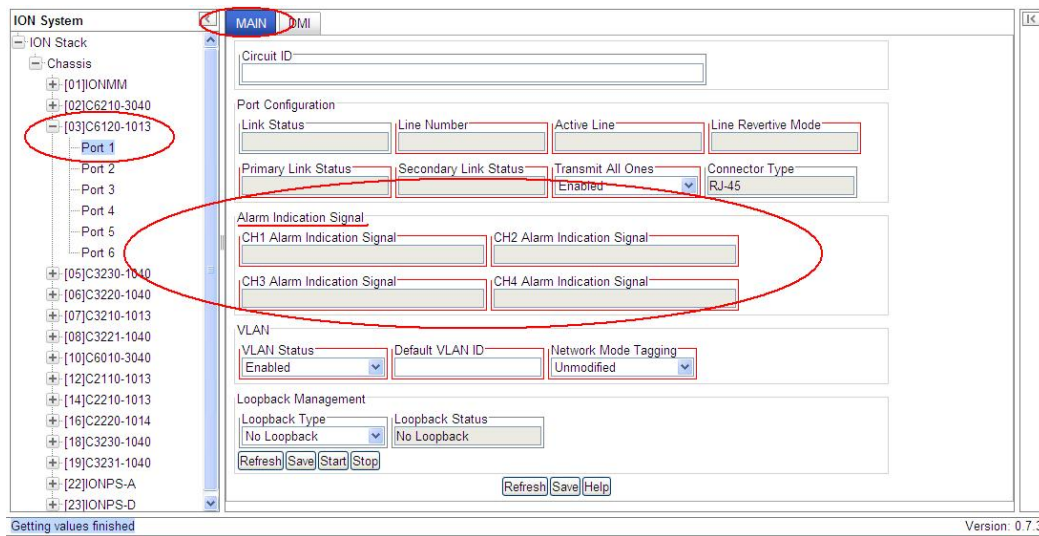 ION System
ION Stack
Chassis
[01]IONMM
[02]C6210-3040
[03]C6120-1013
Port 1
Port 2
Port 3
Port 4
Port 5
Port 6
[05]C3230-1040
[06]C3220-1040
[07]C3210-1013
[08]C3221-1040
[10]C6010-3040
[12]C2110-1013
[14]C2210-1013
[16]C2220-1014
[18]C3230-1040
[19]C3231-1040
[22]IONPS-A
[23]IONPS-D
MAIN DMI
Circuit ID
Port Configuration
Link Status Line Number Active Line Line Revertive Mode
Primary Link Status Secondary Link Status Transmit All Ones Connector Type
Enabled RJ-45
Alarm Indication Signal
CH1 Alarm Indication Signal CH2 Alarm Indication Signal
CH3 Alarm Indication Signal CH4 Alarm Indication Signal
VLAN
VLAN Status Default VLAN ID Network Mode Tagging
Enabled Unmodified
Loopback Management
Loopback Type Loopback Status
No Loopback No Loopback
Refresh Save Start Stop
Refresh Save Help
Getting values finished
Version: 0.7.3